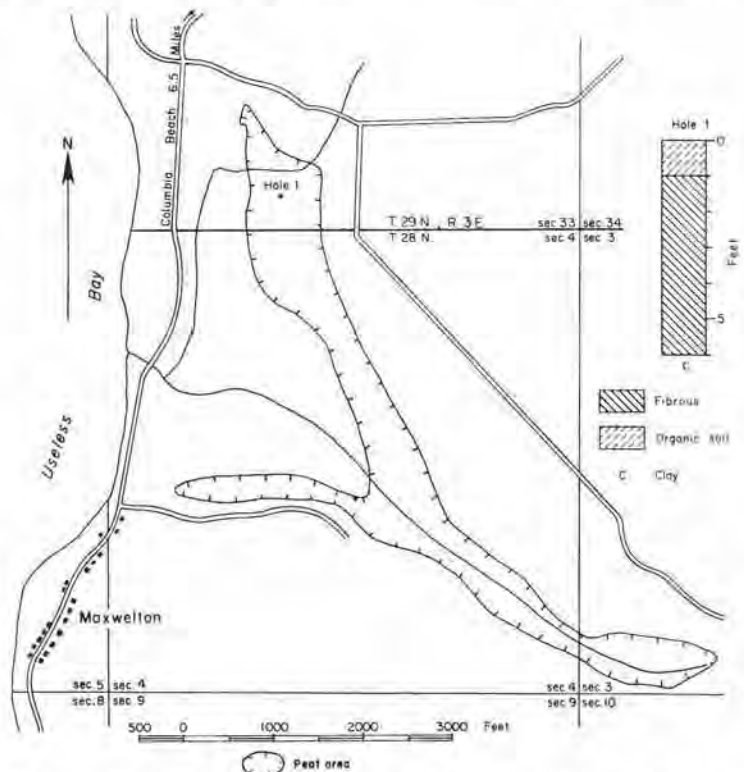 N
Columbia Beach 6.5 Miles
Hole 1
T. 29 N., R. 3 E.
T. 28 N.
sec. 33 sec. 34
sec. 4 sec. 3
Useless Bay
Maxwelton
sec. 5 sec. 4
sec. 8 sec. 9
sec. 4 sec. 3
sec. 9 sec. 10
Hole 1
0
5
Feet
C
Fibrous
Organic soil
C Clay
500 0 1000 2000 3000 Feet
Peat area